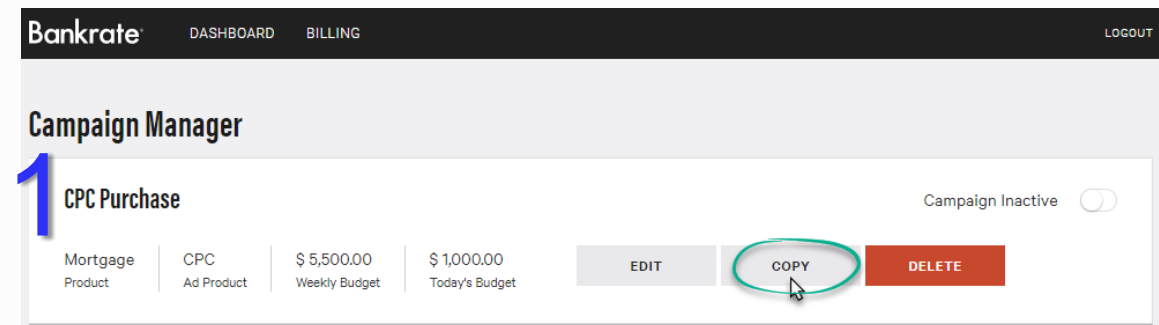 Bankrate® DASHBOARD BILLING LOGOUT
Campaign Manager
1
CPC Purchase Campaign Inactive
Mortgage CPC $ 5,500.00 $ 1,000.00 EDIT COPY DELETE
Product Ad Product Weekly Budget Today's Budget